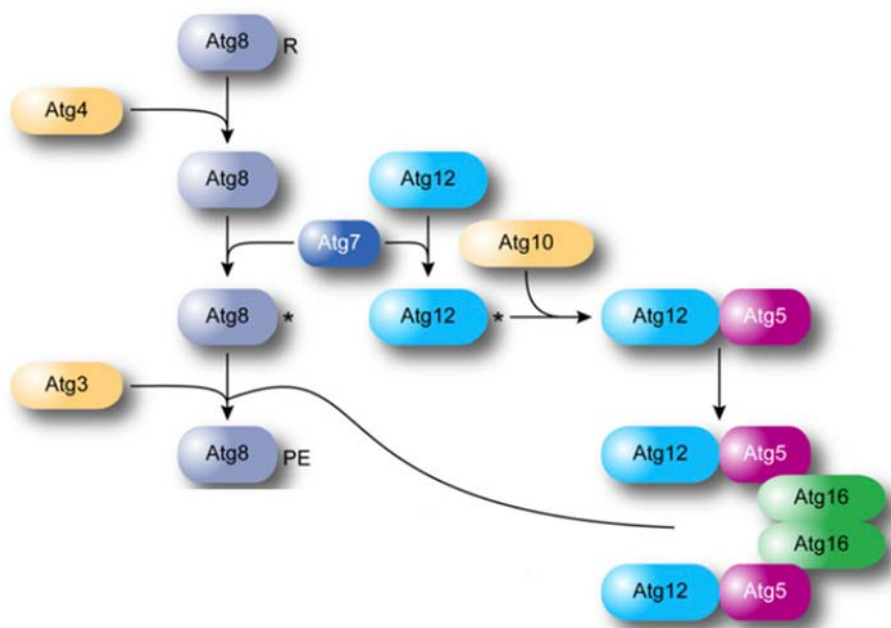 Atg8 R
Atg4
Atg8
Atg12
Atg7
Atg10
Atg8 *
Atg12 *
Atg12 Atg5
Atg3
Atg8 PE
Atg12 Atg5
Atg16
Atg16
Atg12 Atg5